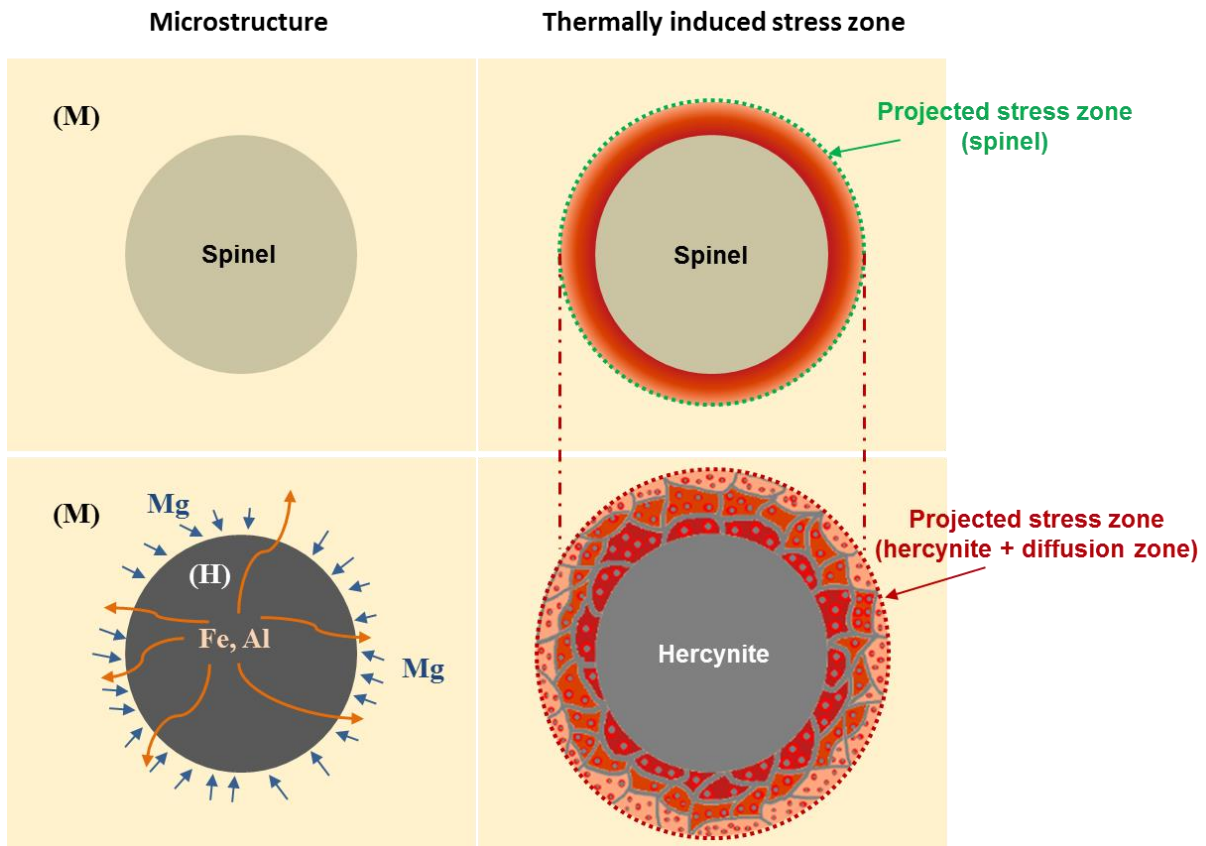 Microstructure
Thermally induced stress zone
(M)
Spinel
Spinel
Projected stress zone
(spinel)
(M)
Mg
(H)
Fe, Al
Mg
Hercynite
Projected stress zone
(hercynite + diffusion zone)